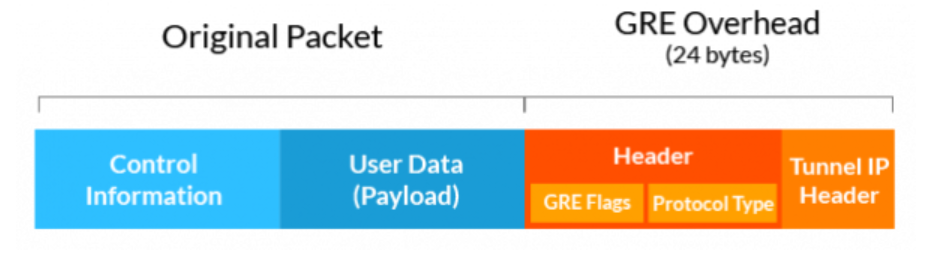 Original Packet
GRE Overhead
(24 bytes)
Control
Information
User Data
(Payload)
Header
GRE Flags
Protocol Type
Tunnel IP
Header